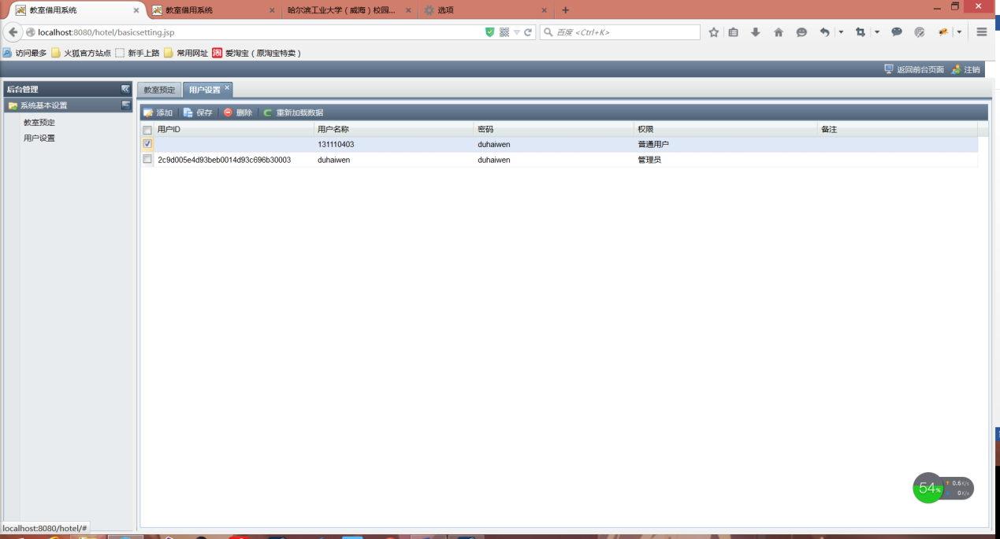 教室借用系统 教室借用系统 哈尔滨工业大学（威海）校园... 选项
localhost:8080/hotel/basicsetting.jsp 百度 <Ctrl+K>
访问最多 火狐官方站点 新手上路 常用网址 淘 爱淘宝（原淘宝特卖）
返回前台页面 注销
后台管理 教室预定 用户设置
系统基本设置
教室预定
用户设置
添加 保存 删除 重新加载数据
用户ID 用户名称 密码 权限 备注
131110403 duhaiwen 普通用户
2c9d005e4d93beb0014d93c696b30003 duhaiwen duhaiwen 管理员
54% 0.6K/s
0K/s
localhost:8080/hotel/#